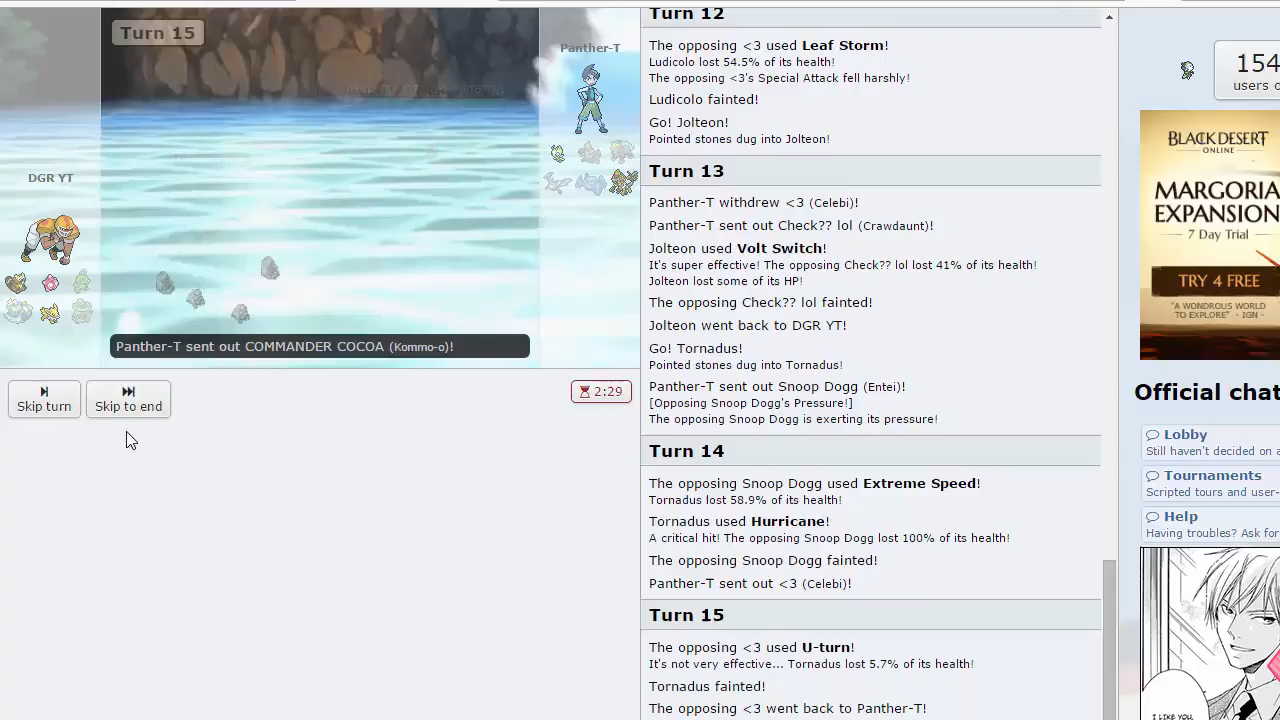 Turn 15
Panther-T
DGR YT
Panther-T sent out COMMANDER COCOA (Kommo-o)!
Skip turn
Skip to end
2:29
Turn 12
The opposing <3 used Leaf Storm!
Ludicolo lost 54.5% of its health!
The opposing <3's Special Attack fell harshly!
Ludicolo fainted!
Go! Jolteon!
Pointed stones dug into Jolteon!
Turn 13
Panther-T withdrew <3 (Celebi)!
Panther-T sent out Check?? lol (Crawdaunt)!
Jolteon used Volt Switch!
It's super effective! The opposing Check?? lol lost 41% of its health!
Jolteon lost some of its HP!
The opposing Check?? lol fainted!
Jolteon went back to DGR YT!
Go! Tornadus!
Pointed stones dug into Tornadus!
Panther-T sent out Snoop Dogg (Entei)!
[Opposing Snoop Dogg's Pressure!]
The opposing Snoop Dogg is exerting its pressure!
Turn 14
The opposing Snoop Dogg used Extreme Speed!
Tornadus lost 58.9% of its health!
Tornadus used Hurricane!
A critical hit! The opposing Snoop Dogg lost 100% of its health!
The opposing Snoop Dogg fainted!
Panther-T sent out <3 (Celebi)!
Turn 15
The opposing <3 used U-turn!
It's not very effective... Tornadus lost 5.7% of its health!
Tornadus fainted!
The opposing <3 went back to Panther-T!
154
users o
BLACK DESERT
ONLINE
MARGORIA
EXPANSION
7 Day Trial
TRY 4 FREE
"A WONDROUS WORLD
TO EXPLORE" - IGN -
Official chat
Lobby
Still haven't decided on a
Tournaments
Scripted tours and user-
Help
Having troubles? Ask for
I LIKE YOU,